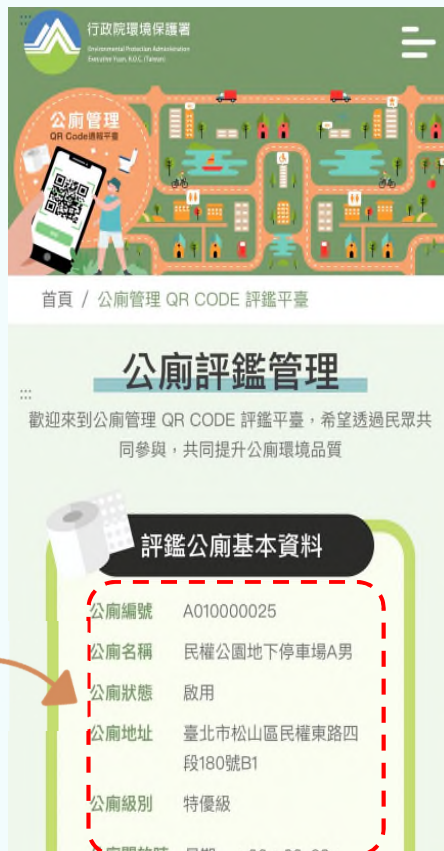 行政院環境保護署
Environmental Protection Administration
Executive Yuan, R.O.C. (Taiwan)
公廁管理
QR Code通報平臺
首頁 / 公廁管理 QR CODE 評鑑平臺
公廁評鑑管理
歡迎來到公廁管理 QR CODE 評鑑平臺，希望透過民眾共
同參與，共同提升公廁環境品質
評鑑公廁基本資料
公廁編號 A010000025
公廁名稱 民權公園地下停車場A男
公廁狀態 啟用
公廁地址 臺北市松山區民權東路四
段180號B1
公廁級別 特優級